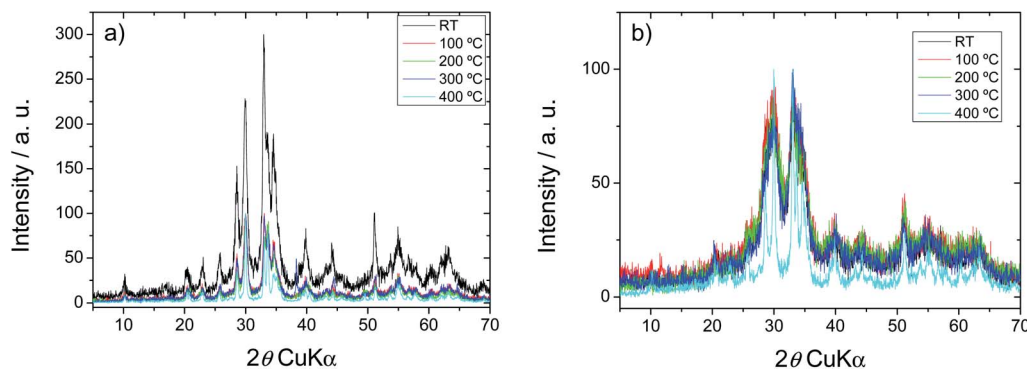 a)
RT
100 ºC
200 ºC
300 ºC
400 ºC
300
250
200
150
100
50
0
Intensity / a. u.
10 20 30 40 50 60 70
2θ CuKα
b)
RT
100 ºC
200 ºC
300 ºC
400 ºC
100
50
0
Intensity / a. u.
10 20 30 40 50 60 70
2θ CuKα